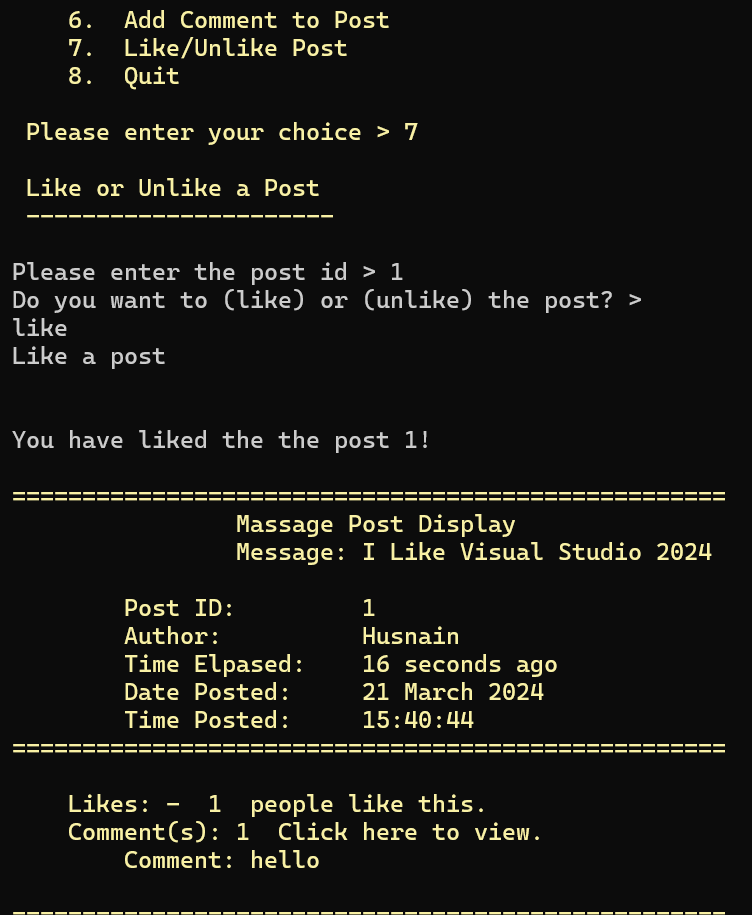 6. Add Comment to Post
7. Like/Unlike Post
8. Quit
Please enter your choice > 7
Like or Unlike a Post
----------------------
Please enter the post id > 1
Do you want to (like) or (unlike) the post? >
like
Like a post
You have liked the the post 1!
===================================================
Massage Post Display
Message: I Like Visual Studio 2024
Post ID: 1
Author: Husnain
Time Elpased: 16 seconds ago
Date Posted: 21 March 2024
Time Posted: 15:40:44
===================================================
Likes: - 1 people like this.
Comment(s): 1 Click here to view.
Comment: hello
===================================================